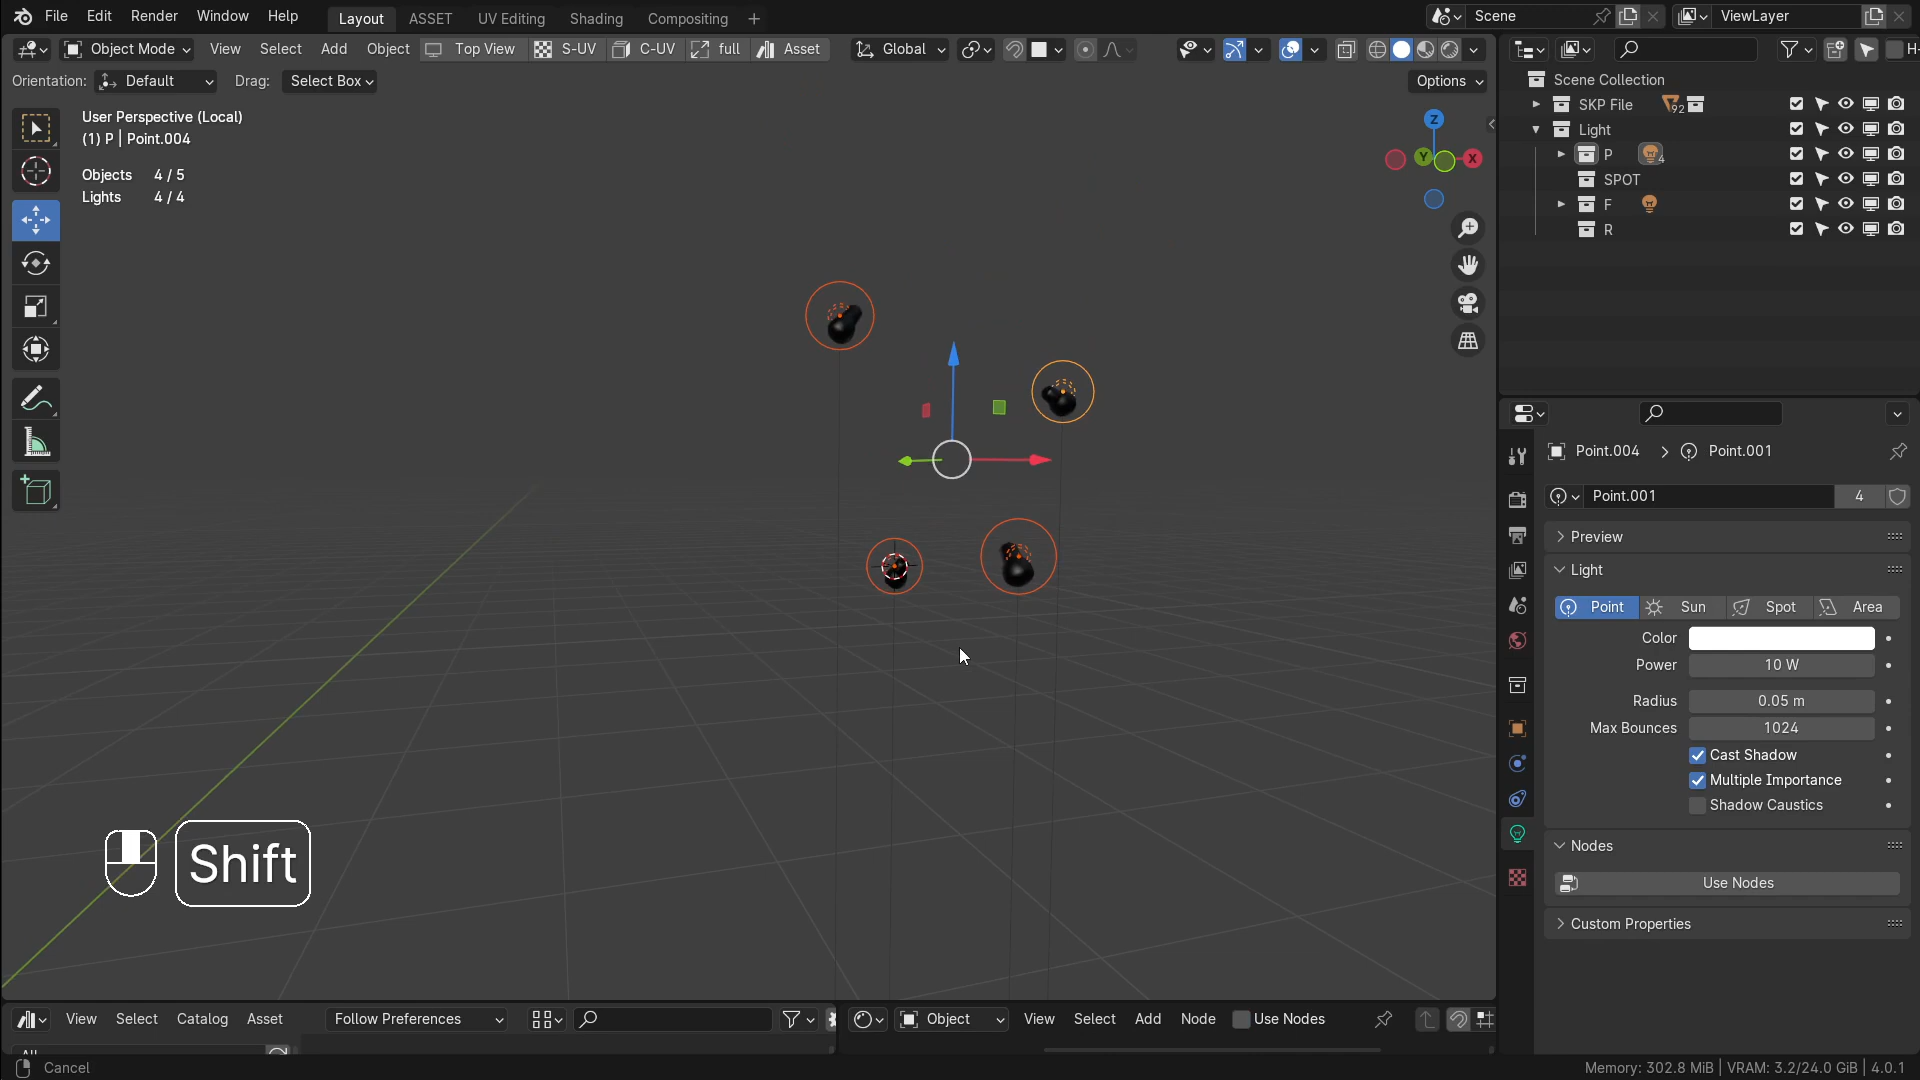 File Edit Render Window Help Layout ASSET UV Editing Shading Compositing + Scene ViewLayer
Object Mode View Select Add Object Top View S-UV C-UV full Asset Global
Orientation: Default Drag: Select Box Options
User Perspective (Local)
(1) P | Point.004
Objects 4 / 5
Lights 4 / 4
Z
Y
X
Shift
Scene Collection
SKP File 92
Light
P 4
SPOT
F
R
Point.004 > Point.001
Point.001 4
Preview
Light
Point Sun Spot Area
Color
Power 10 W
Radius 0.05 m
Max Bounces 1024
Cast Shadow
Multiple Importance
Shadow Caustics
Nodes
Use Nodes
Custom Properties
View Select Catalog Asset Follow Preferences
Object View Select Add Node Use Nodes
Cancel
Memory: 302.8 MiB | VRAM: 3.2/24.0 GiB | 4.0.1